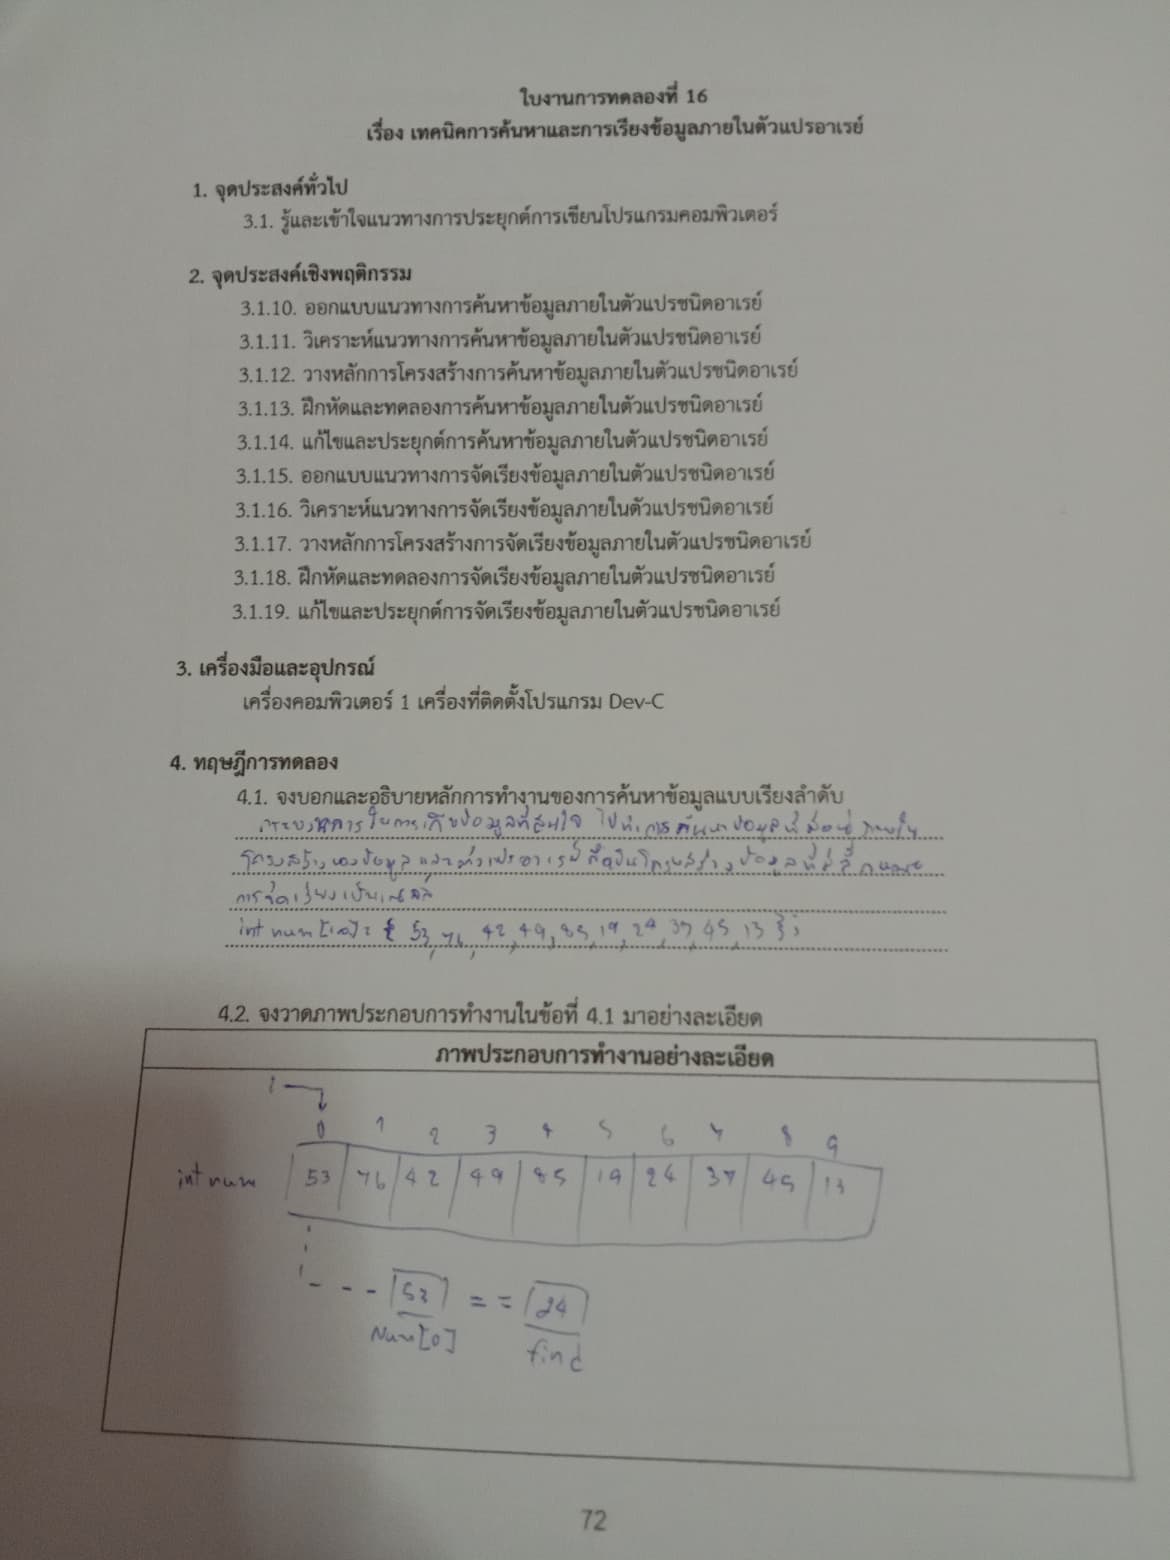 ใบงานการทดลองที่ 16
เรื่อง เทคนิคการค้นหาและการเรียงข้อมูลภายในตัวแปรอาเรย์
1. จุดประสงค์ทั่วไป
3.1. รู้และเข้าใจแนวทางการประยุกต์การเขียนโปรแกรมคอมพิวเตอร์
2. จุดประสงค์เชิงพฤติกรรม
3.1.10. ออกแบบแนวทางการค้นหาข้อมูลภายในตัวแปรชนิดอาเรย์
3.1.11. วิเคราะห์แนวทางการค้นหาข้อมูลภายในตัวแปรชนิดอาเรย์
3.1.12. วางหลักการโครงสร้างการค้นหาข้อมูลภายในตัวแปรชนิดอาเรย์
3.1.13. ฝึกหัดและทดลองการค้นหาข้อมูลภายในตัวแปรชนิดอาเรย์
3.1.14. แก้ไขและประยุกต์การค้นหาข้อมูลภายในตัวแปรชนิดอาเรย์
3.1.15. ออกแบบแนวทางการจัดเรียงข้อมูลภายในตัวแปรชนิดอาเรย์
3.1.16. วิเคราะห์แนวทางการจัดเรียงข้อมูลภายในตัวแปรชนิดอาเรย์
3.1.17. วางหลักการโครงสร้างการจัดเรียงข้อมูลภายในตัวแปรชนิดอาเรย์
3.1.18. ฝึกหัดและทดลองการจัดเรียงข้อมูลภายในตัวแปรชนิดอาเรย์
3.1.19. แก้ไขและประยุกต์การจัดเรียงข้อมูลภายในตัวแปรชนิดอาเรย์
3. เครื่องมือและอุปกรณ์
เครื่องคอมพิวเตอร์ 1 เครื่องที่ติดตั้งโปรแกรม Dev-C
4. ทฤษฎีการทดลอง
4.1. จงบอกและอธิบายหลักการทำงานของการค้นหาข้อมูลแบบเรียงลำดับ
กระบวนการในการเก็บข้อมูลที่สนใจ ไปทำการค้นหาข้อมูลที่มีอยู่ ภายใน
โครงสร้างของข้อมูล และตัวแปรอาเรย์ โครงสร้างข้อมูลที่มี
int num [10] = { 53, 76, 42, 49, 85, 19, 24, 37, 45, 13 };
4.2. จงวาดภาพประกอบการทำงานในข้อที่ 4.1 มาอย่างละเอียด
ภาพประกอบการทำงานอย่างละเอียด
i
0 1 2 3 4 5 6 7 8 9
int num 53 76 42 49 85 19 24 37 45 13
53 == 24
Num[0] find
72